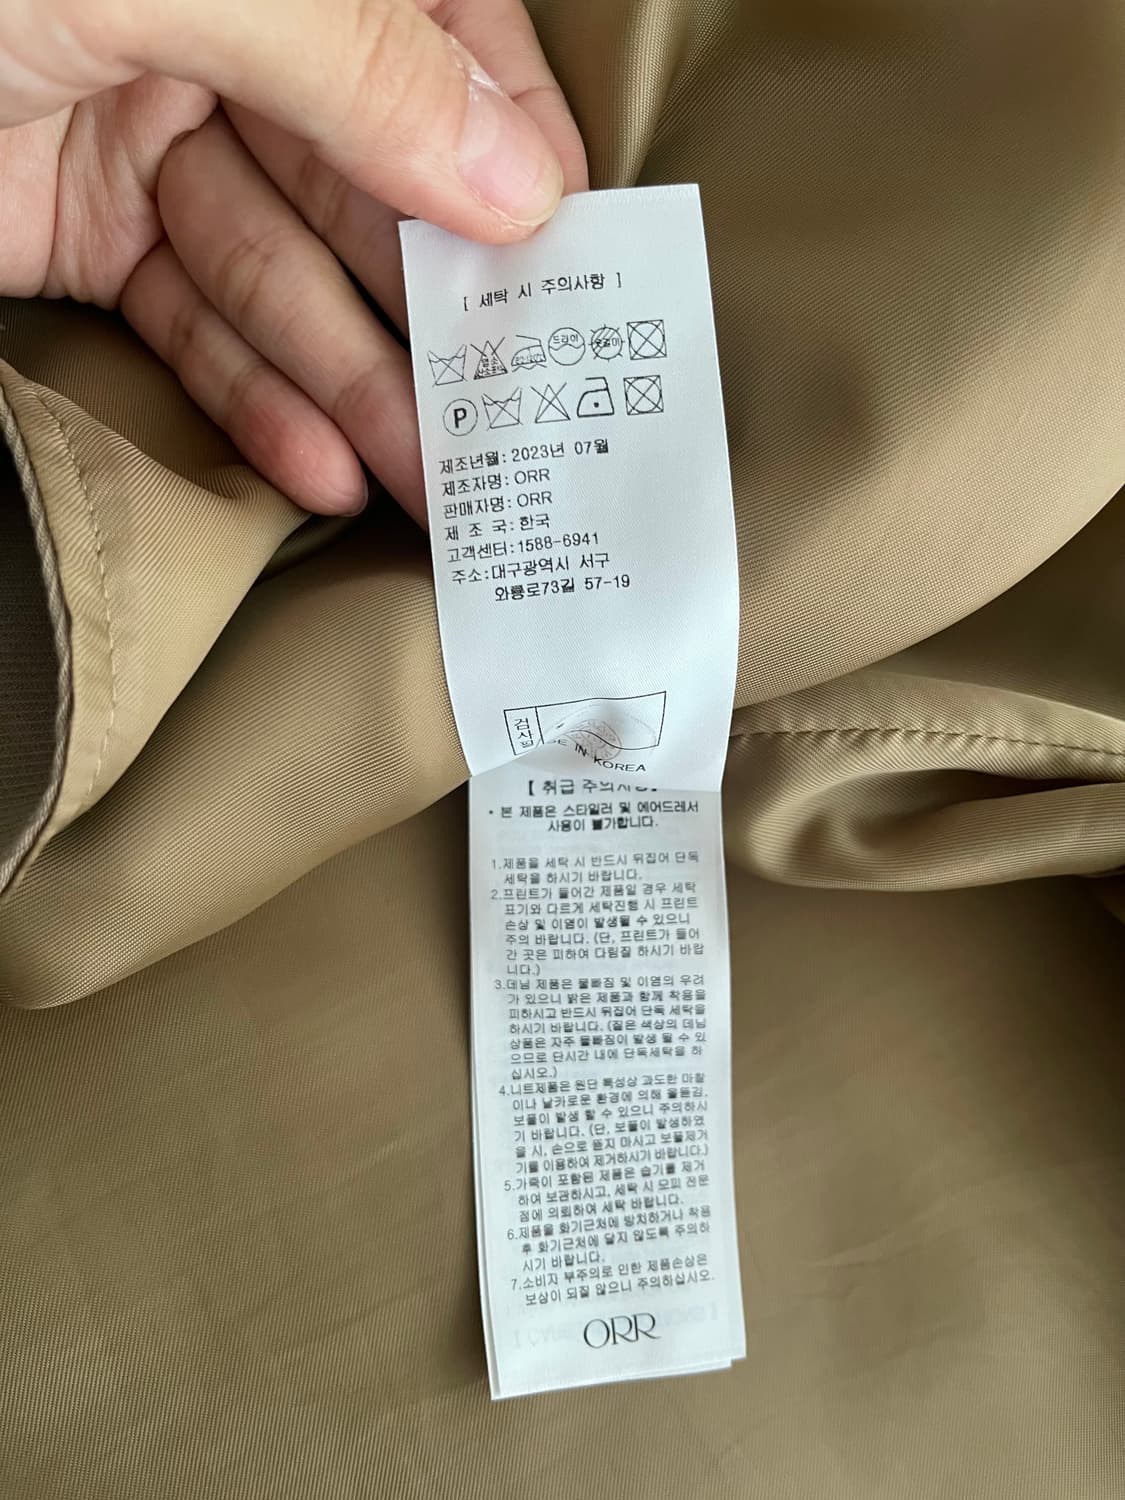 [ 세탁 시 주의사항 ]
드라이
P
제조년월: 2023년 07월
제조자명: ORR
판매자명: ORR
제 조 국: 한국
고객센터:1588-6941
주소:대구광역시 서구
와룡로73길 57-19
검사필
IN KOREA
【 취급 주의사항
• 본 제품은 스타일러 및 에어드레서
사용이 불가합니다.
1.제품을 세탁 시 반드시 뒤집어 단독
세탁을 하시기 바랍니다.
2.프린트가 들어간 제품일 경우 세탁
표기와 다르게 세탁진행 시 프린트
손상 및 이염이 발생될 수 있으니
주의 바랍니다. (단, 프린트가 들어
간 곳은 피하여 다림질 하시기 바랍
니다.)
3.데님 제품은 물빠짐 및 이염의 우려
가 있으니 밝은 제품과 함께 착용을
피하시고 반드시 뒤집어 단독 세탁을
하시기 바랍니다. (짙은 색상의 데님
상품은 자주 물빠짐이 발생 될 수 있
으므로 단시간 내에 단독세탁을 하
십시오.)
4.니트제품은 원단 특성상 과도한 마찰
이나 날카로운 환경에 의해 올뜯김,
보풀이 발생 할 수 있으니 주의하시
기 바랍니다. (단, 보풀이 발생하였
을 시, 손으로 뜯지 마시고 보풀제거
기를 이용하여 제거하시기 바랍니다.)
5.가죽이 포함된 제품은 습기를 제거
하여 보관하시고, 세탁 시 모피 전문
점에 의뢰하여 세탁 바랍니다.
6.제품을 화기근처에 방치하거나 착용
후 화기근처에 닿지 않도록 주의하
시기 바랍니다.
7.소비자 부주의로 인한 제품손상은
보상이 되질 않으니 주의하십시오.
ORR